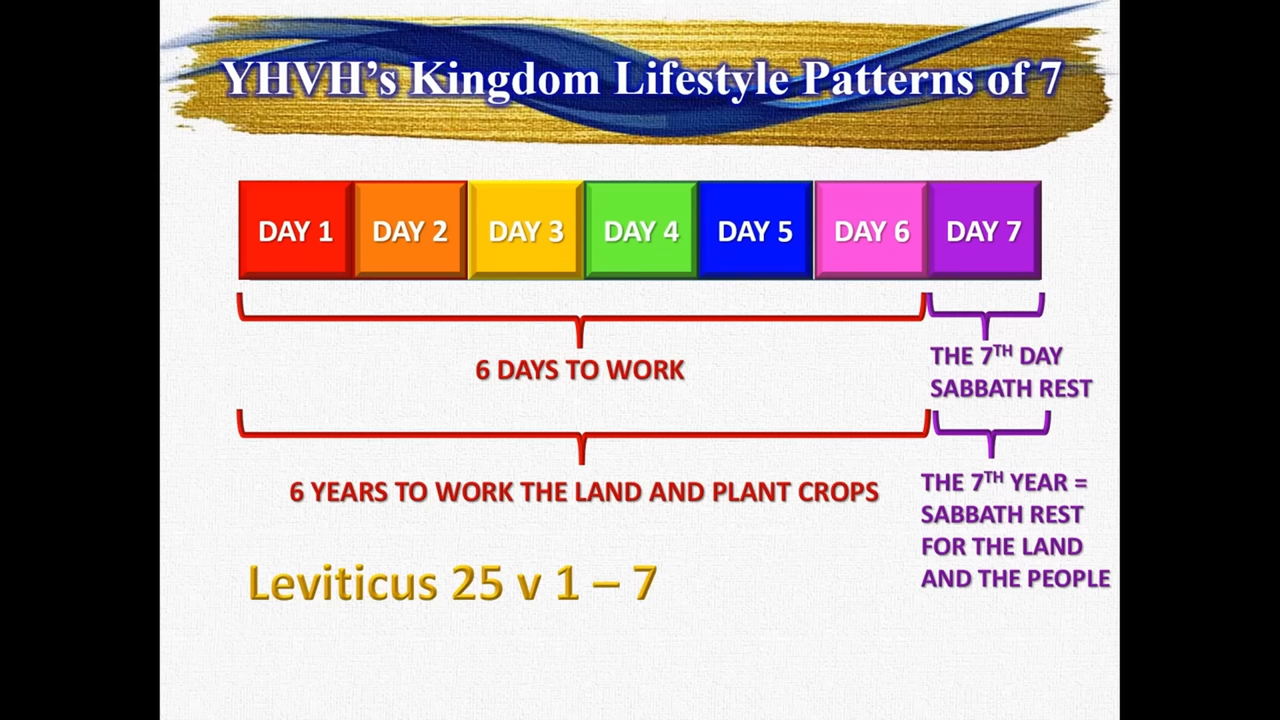 YHVH's Kingdom Lifestyle Patterns of 7
DAY 1 DAY 2 DAY 3 DAY 4 DAY 5 DAY 6 DAY 7
6 DAYS TO WORK
THE 7TH DAY
SABBATH REST
6 YEARS TO WORK THE LAND AND PLANT CROPS
THE 7TH YEAR =
SABBATH REST
FOR THE LAND
AND THE PEOPLE
Leviticus 25 v 1 – 7